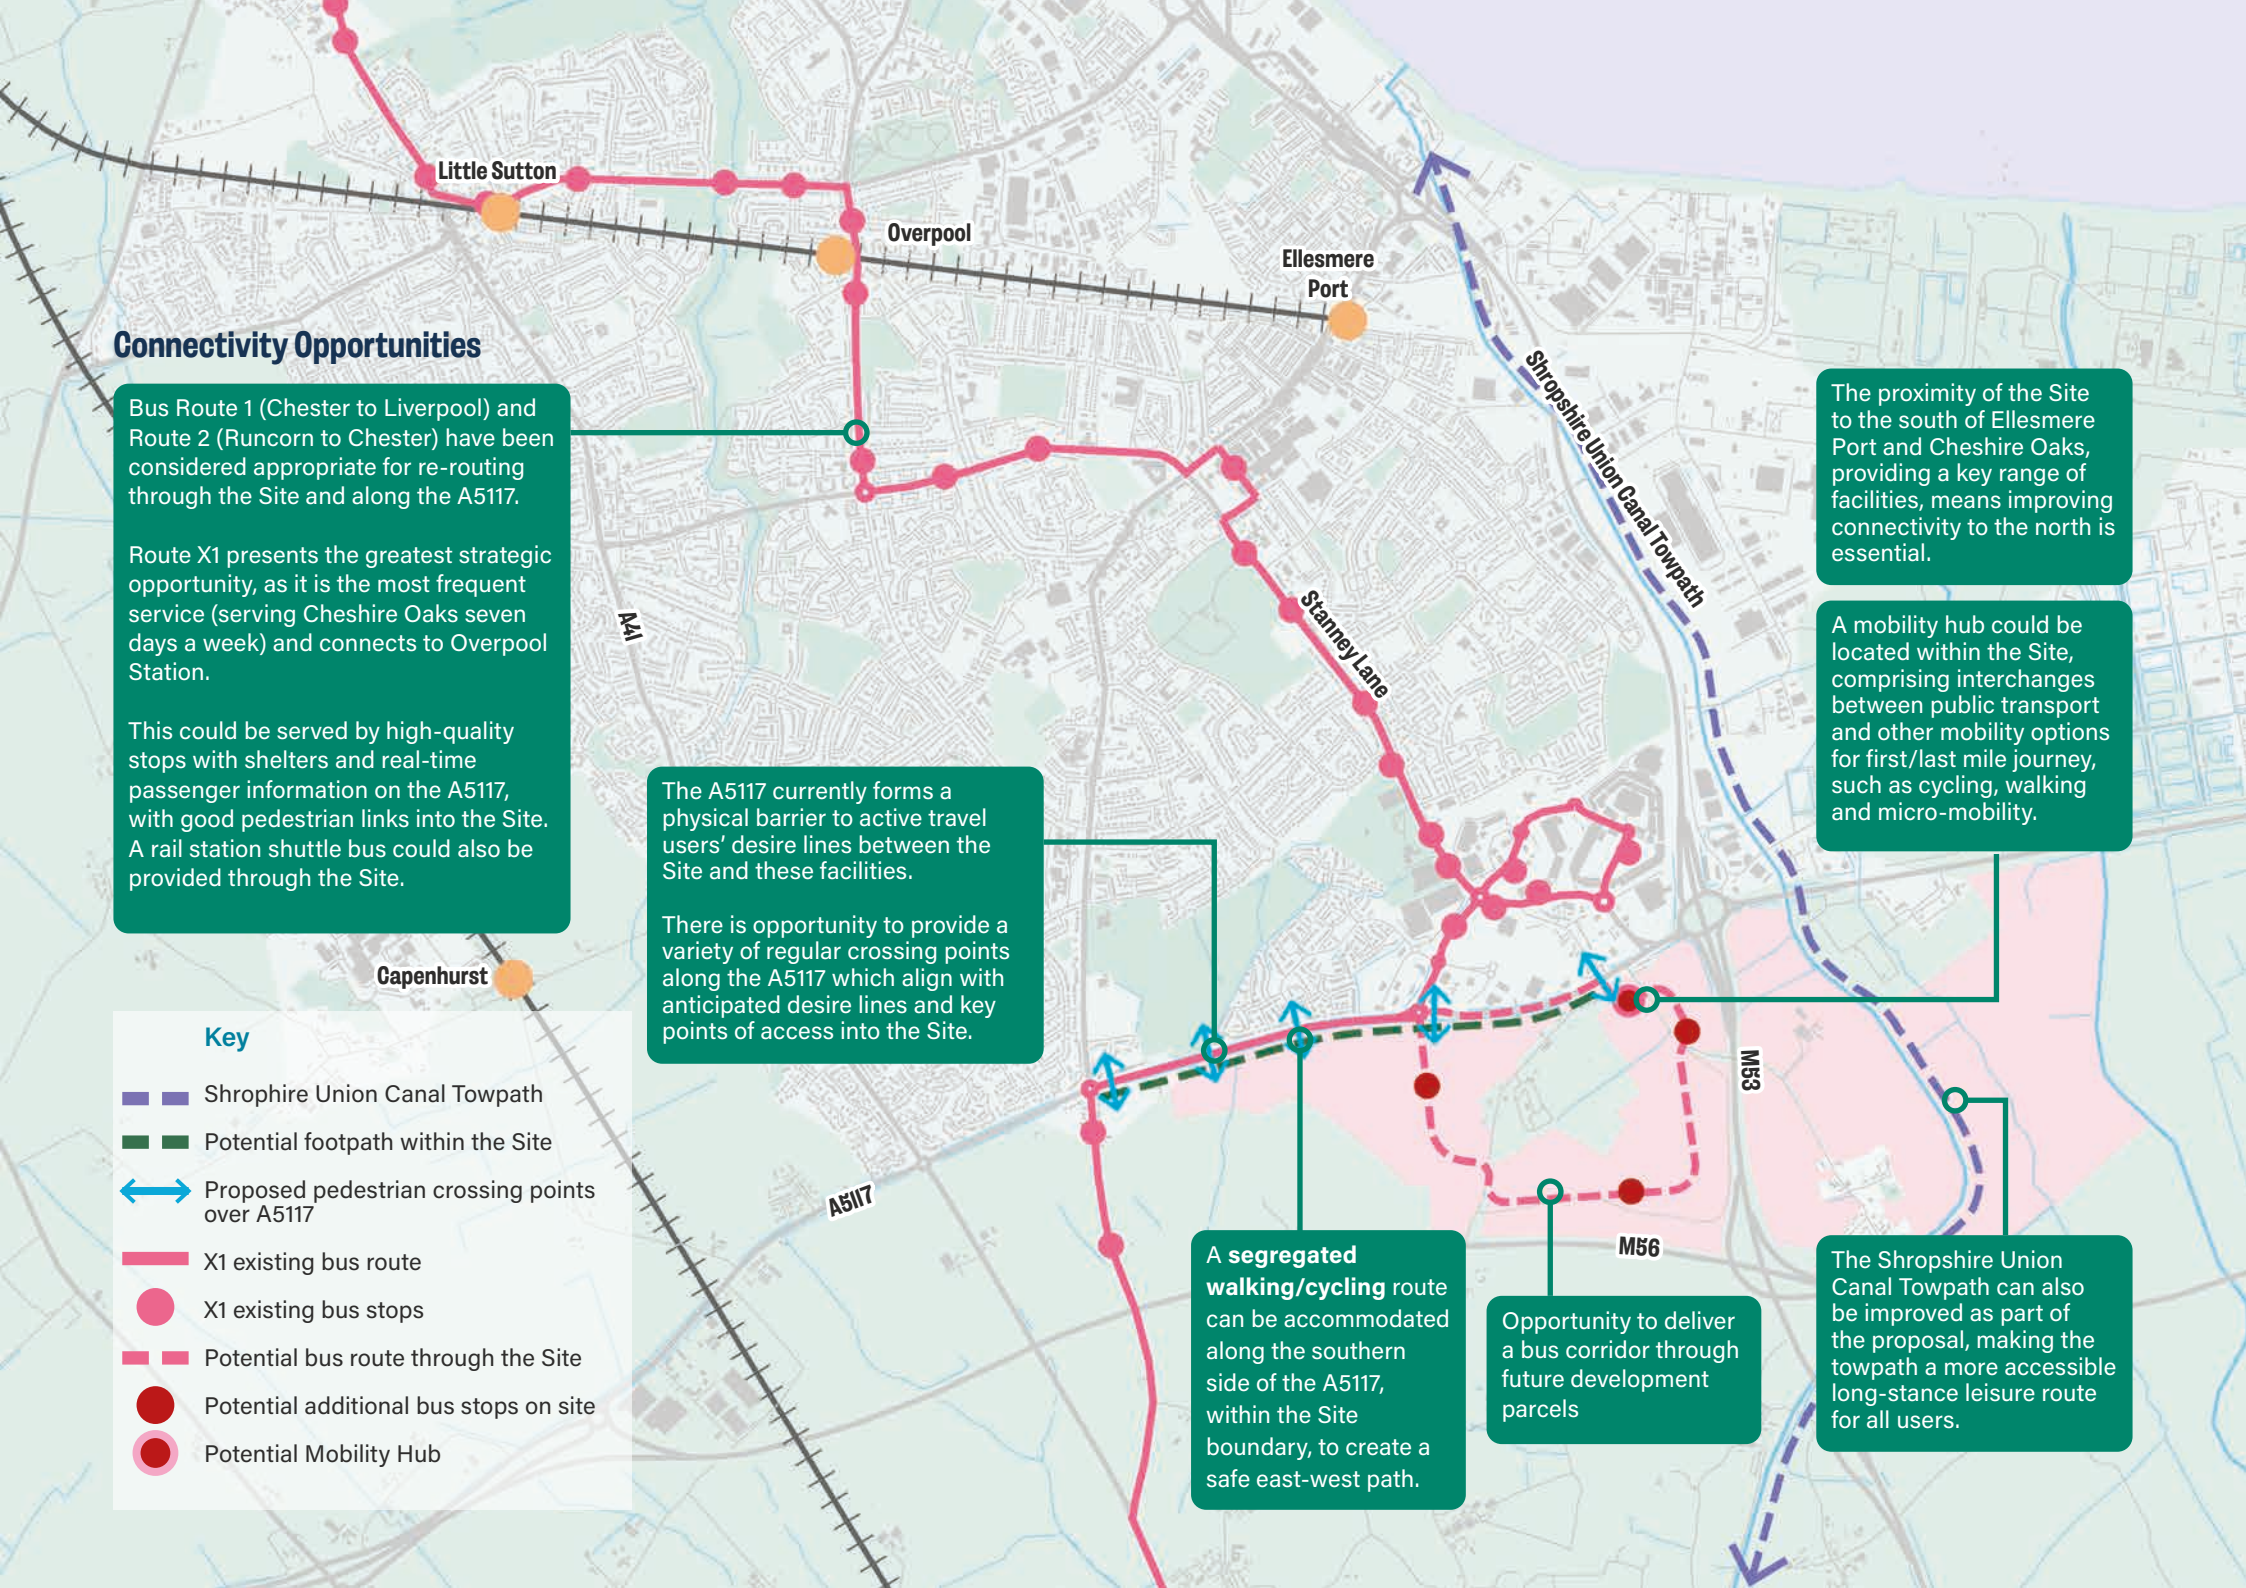 Little Sutton
Overpool
Ellesmere
Port
Shropshire Union Canal Towpath
Connectivity Opportunities
Bus Route 1 (Chester to Liverpool) and
Route 2 (Runcorn to Chester) have been
considered appropriate for re-routing
through the Site and along the A5117.
Route X1 presents the greatest strategic
opportunity, as it is the most frequent
service (serving Cheshire Oaks seven
days a week) and connects to Overpool
Station.
This could be served by high-quality
stops with shelters and real-time
passenger information on the A5117,
with good pedestrian links into the Site.
A rail station shuttle bus could also be
provided through the Site.
A41
Stanney Lane
The proximity of the Site
to the south of Ellesmere
Port and Cheshire Oaks,
providing a key range of
facilities, means improving
connectivity to the north is
essential.
A mobility hub could be
located within the Site,
comprising interchanges
between public transport
and other mobility options
for first/last mile journey,
such as cycling, walking
and micro-mobility.
The A5117 currently forms a
physical barrier to active travel
users' desire lines between the
Site and these facilities.
There is opportunity to provide a
variety of regular crossing points
along the A5117 which align with
anticipated desire lines and key
points of access into the Site.
Capenhurst
Key
Shrophire Union Canal Towpath
Potential footpath within the Site
Proposed pedestrian crossing points
over A5117
X1 existing bus route
X1 existing bus stops
Potential bus route through the Site
Potential additional bus stops on site
Potential Mobility Hub
A5117
M53
M56
A segregated
walking/cycling route
can be accommodated
along the southern
side of the A5117,
within the Site
boundary, to create a
safe east-west path.
Opportunity to deliver
a bus corridor through
future development
parcels
The Shropshire Union
Canal Towpath can also
be improved as part of
the proposal, making the
towpath a more accessible
long-stance leisure route
for all users.